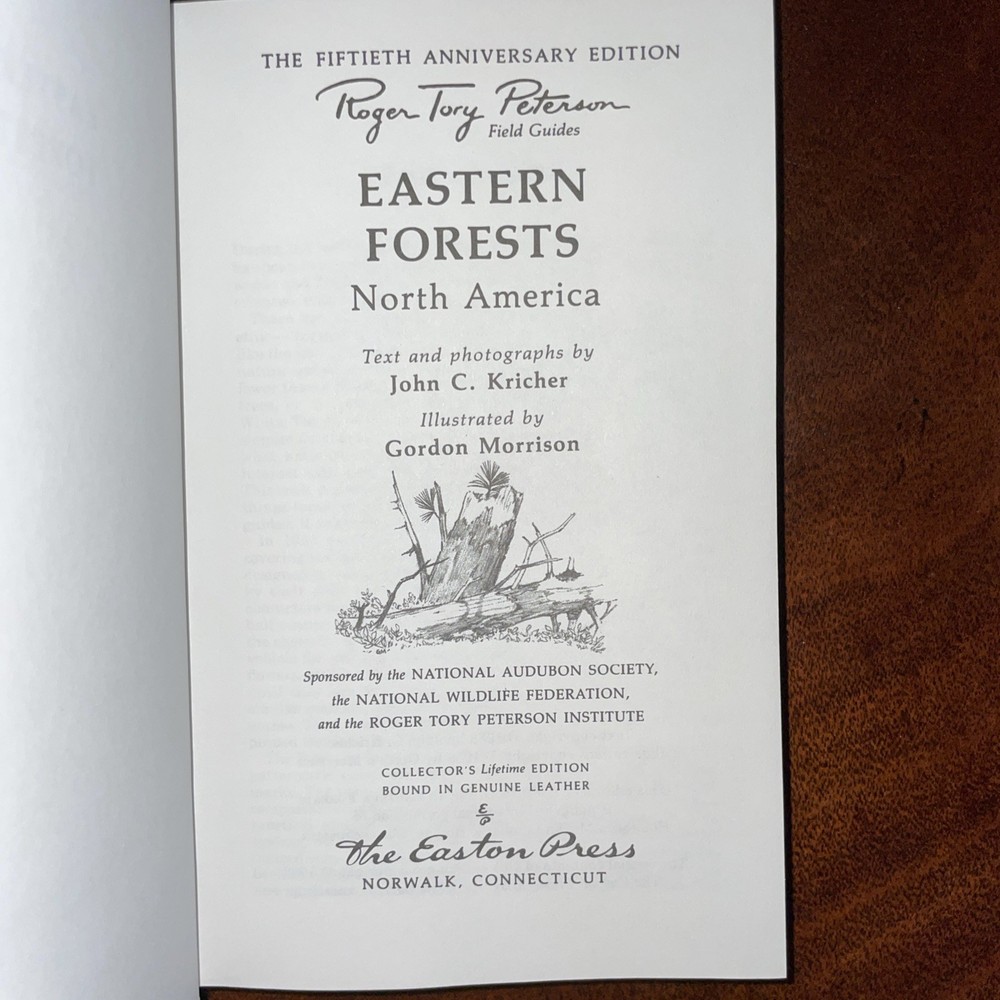 THE FIFTIETH ANNIVERSARY EDITION
Roger Tory Peterson
Field Guides
EASTERN
FORESTS
North America
Text and photographs by
John C. Kricher
Illustrated by
Gordon Morrison
Sponsored by the NATIONAL AUDUBON SOCIETY,
the NATIONAL WILDLIFE FEDERATION,
and the ROGER TORY PETERSON INSTITUTE
COLLECTOR'S Lifetime EDITION
BOUND IN GENUINE LEATHER
E
P
The Easton Press
NORWALK, CONNECTICUT